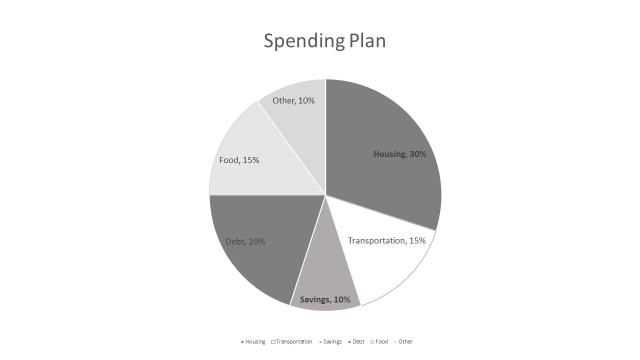 Spending Plan
Other, 10%
Housing, 30%
Food, 15%
Transportation, 15%
Debt, 20%
Savings, 10%
Housing Transportation Savings Debt Food Other